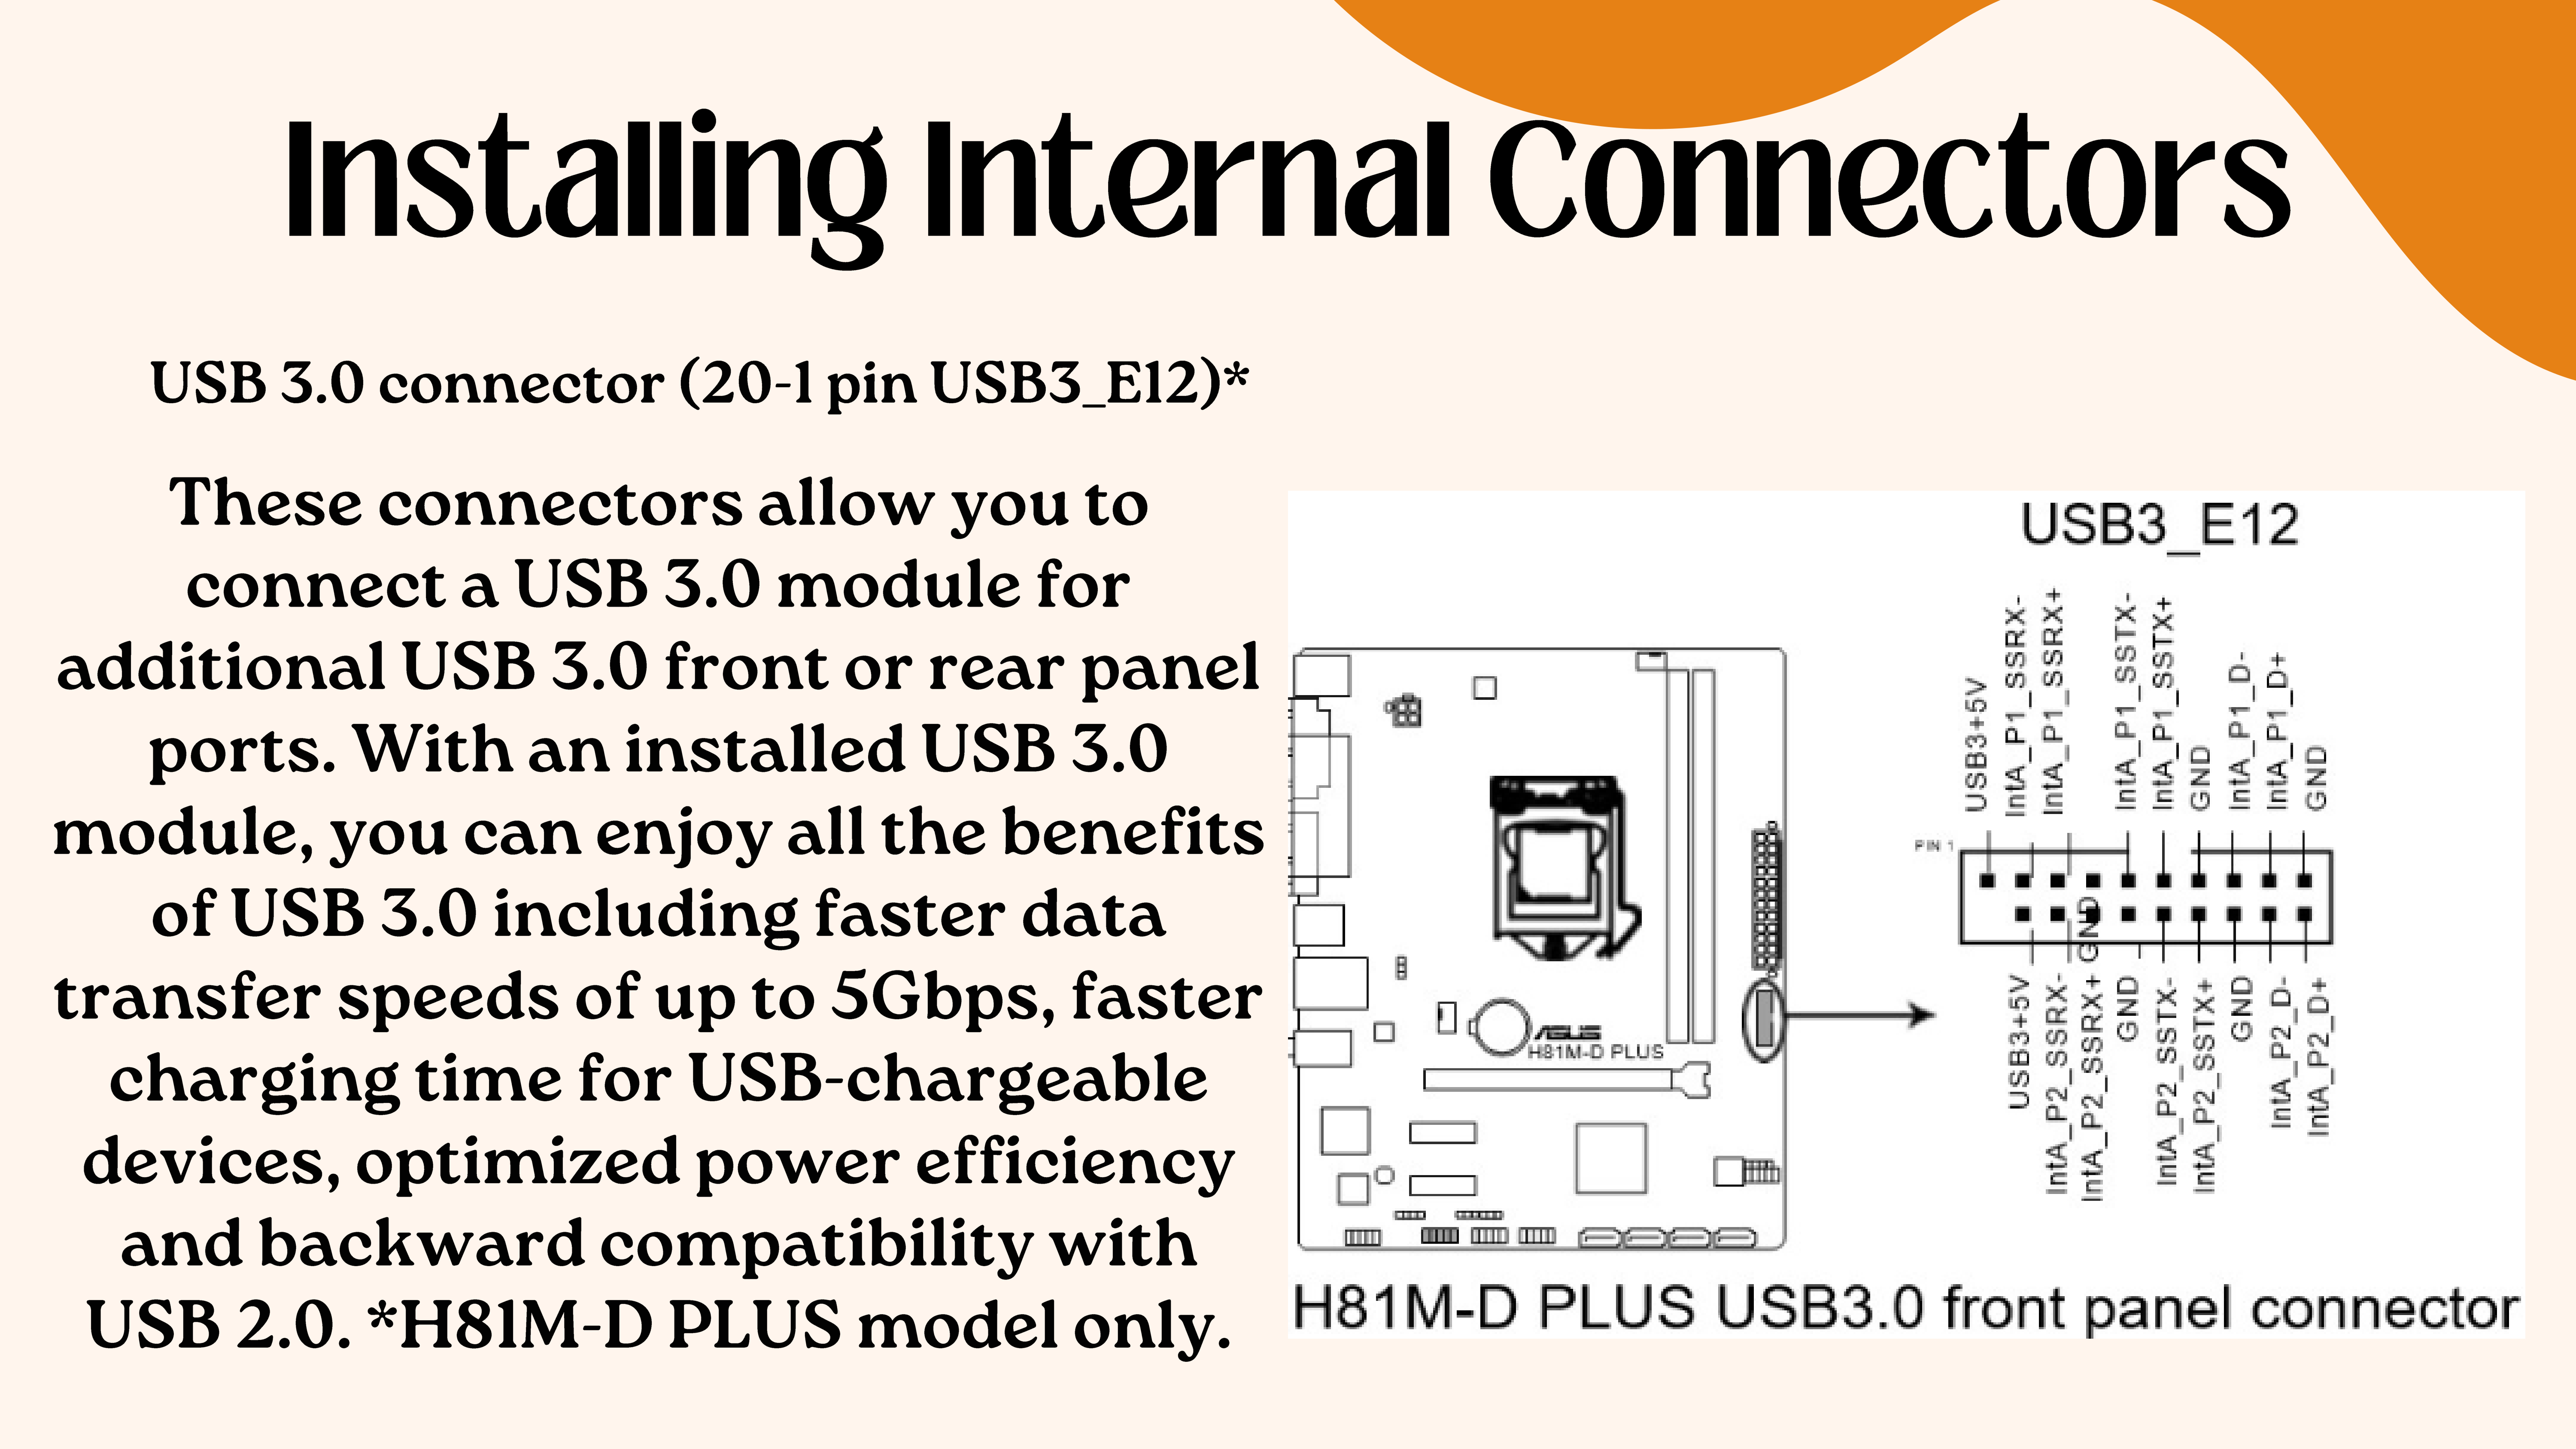 Installing Internal Connectors
USB 3.0 connector (20-1 pin USB3_E12)*
These connectors allow you to
connect a USB 3.0 module for
additional USB 3.0 front or rear panel
ports. With an installed USB 3.0
module, you can enjoy all the benefits
of USB 3.0 including faster data
transfer speeds of up to 5Gbps, faster
charging time for USB-chargeable
devices, optimized power efficiency
and backward compatibility with
USB 2.0. *H81M-D PLUS model only.
USB3_E12
USB3+5V
IntA_P1_SSRX-
IntA_P1_SSRX+
IntA_P1_SSTX-
IntA_P1_SSTX+
GND
IntA_P1_D-
IntA_P1_D+
GND
PIN 1
GND
USB3+5V
IntA_P2_SSRX-
IntA_P2_SSRX+
GND
IntA_P2_SSTX-
IntA_P2_SSTX+
GND
IntA_P2_D-
IntA_P2_D+
ASUS
H81M-D PLUS
H81M-D PLUS USB3.0 front panel connector